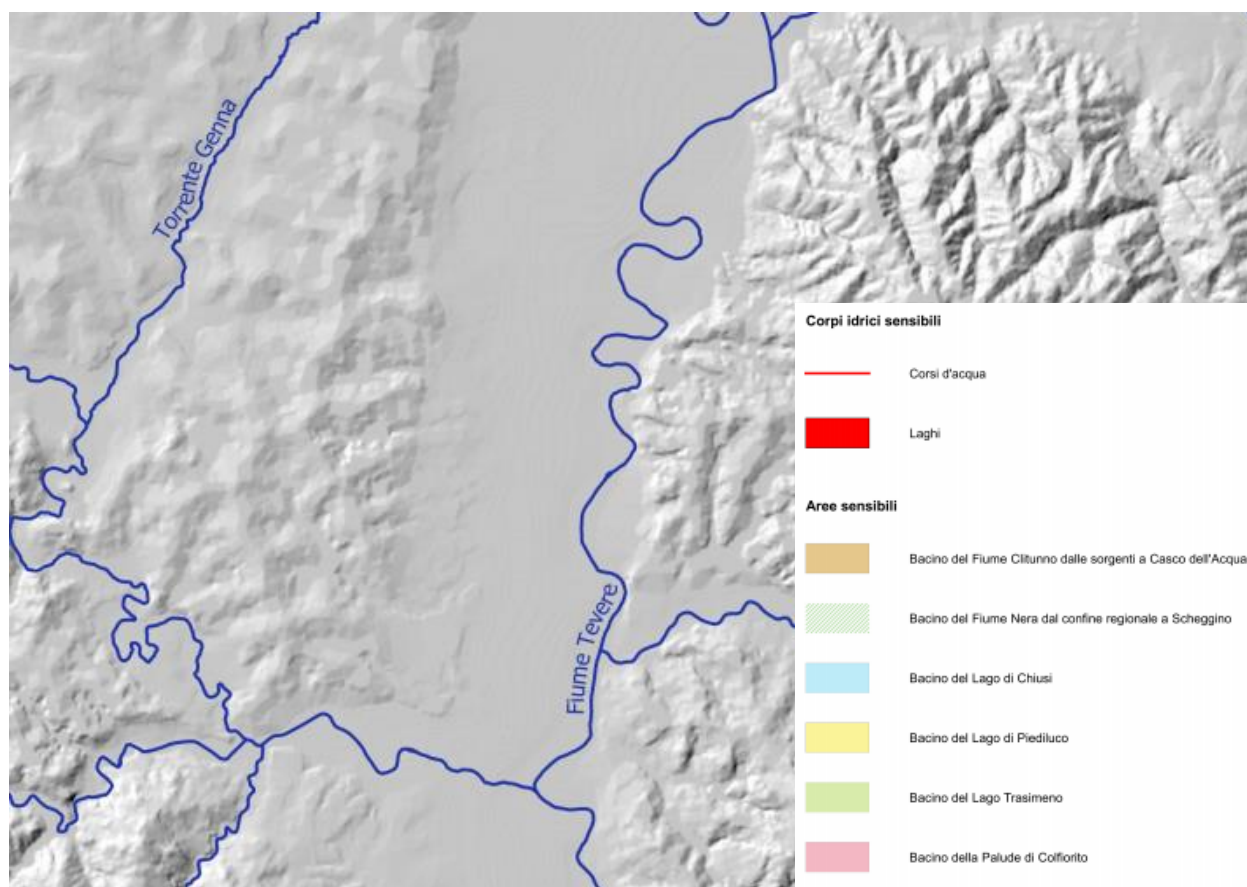 Torrente Genna
Fiume Tevere
Corpi idrici sensibili
Corsi d'acqua
Laghi
Aree sensibili
Bacino del Fiume Clitunno dalle sorgenti a Casco dell'Acqua
Bacino del Fiume Nera dal confine regionale a Scheggino
Bacino del Lago di Chiusi
Bacino del Lago di Piediluco
Bacino del Lago Trasimeno
Bacino della Palude di Colfiorito